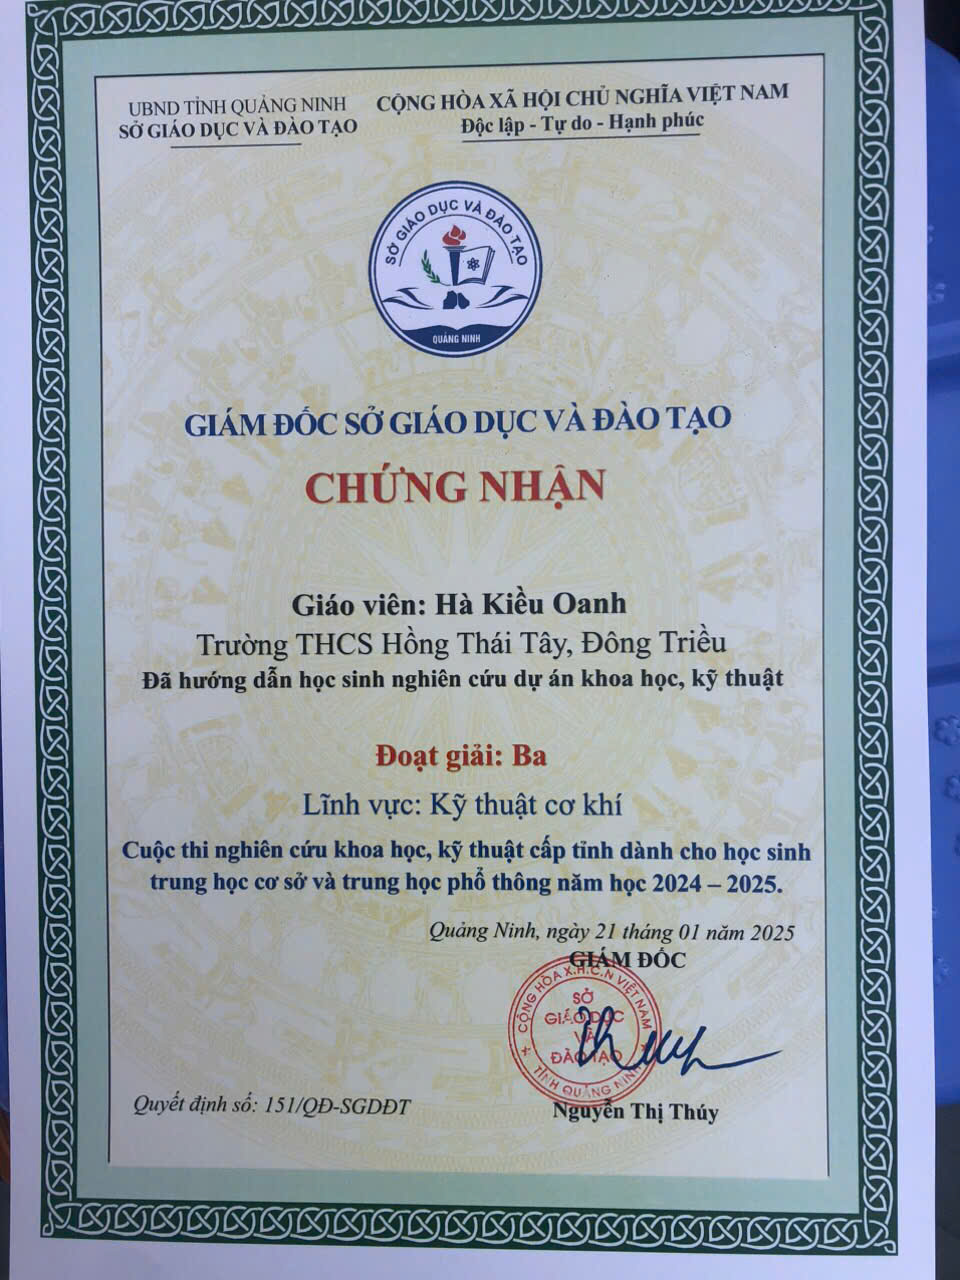 UBND TỈNH QUẢNG NINH
SỞ GIÁO DỤC VÀ ĐÀO TẠO
CỘNG HÒA XÃ HỘI CHỦ NGHĨA VIỆT NAM
Độc lập - Tự do - Hạnh phúc
SỞ GIÁO DỤC VÀ ĐÀO TẠO
QUẢNG NINH
GIÁM ĐỐC SỞ GIÁO DỤC VÀ ĐÀO TẠO
CHỨNG NHẬN
Giáo viên: Hà Kiều Oanh
Trường THCS Hồng Thái Tây, Đông Triều
Đã hướng dẫn học sinh nghiên cứu dự án khoa học, kỹ thuật
Đoạt giải: Ba
Lĩnh vực: Kỹ thuật cơ khí
Cuộc thi nghiên cứu khoa học, kỹ thuật cấp tỉnh dành cho học sinh
trung học cơ sở và trung học phổ thông năm học 2024 – 2025.
Quảng Ninh, ngày 21 tháng 01 năm 2025
GIÁM ĐỐC
CỘNG HÒA X.H.C.N VIỆT NAM
SỞ
GIÁO DỤC
VÀ
ĐÀO TẠO
TỈNH QUẢNG NINH
Quyết định số: 151/QĐ-SGDĐT
Nguyễn Thị Thúy